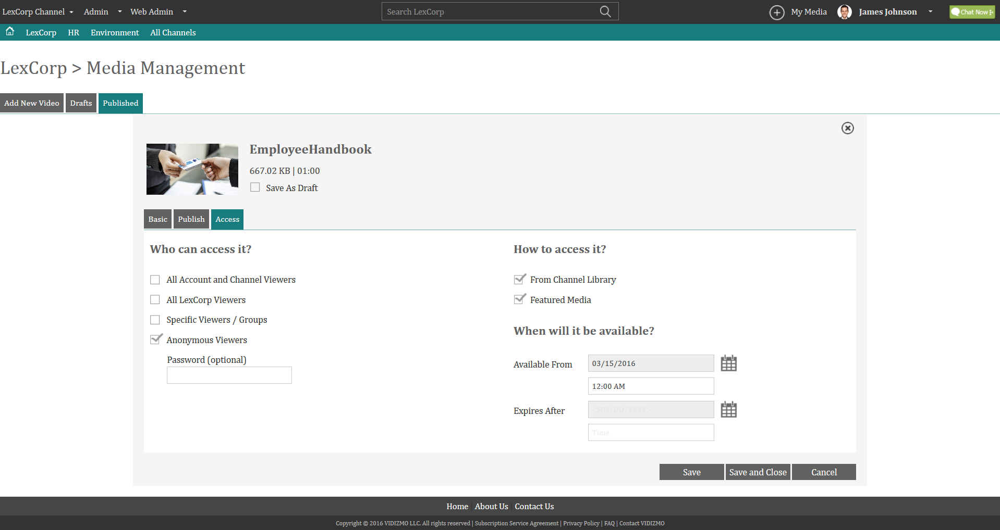 LexCorp Channel Admin Web Admin Search LexCorp My Media James Johnson Chat Now
LexCorp HR Environment All Channels
LexCorp > Media Management
Add New Video Drafts Published
EmployeeHandbook
667.02 KB | 01:00
Save As Draft
Basic Publish Access
Who can access it?
All Account and Channel Viewers
All LexCorp Viewers
Specific Viewers / Groups
Anonymous Viewers
Password (optional)
How to access it?
From Channel Library
Featured Media
When will it be available?
Available From 03/15/2016
12:00 AM
Expires After <MM/DD/YYYY>
Time
Save Save and Close Cancel
Home | About Us | Contact Us
Copyright © 2016 VIDIZMO LLC. All rights reserved | Subscription Service Agreement | Privacy Policy | FAQ | Contact VIDIZMO